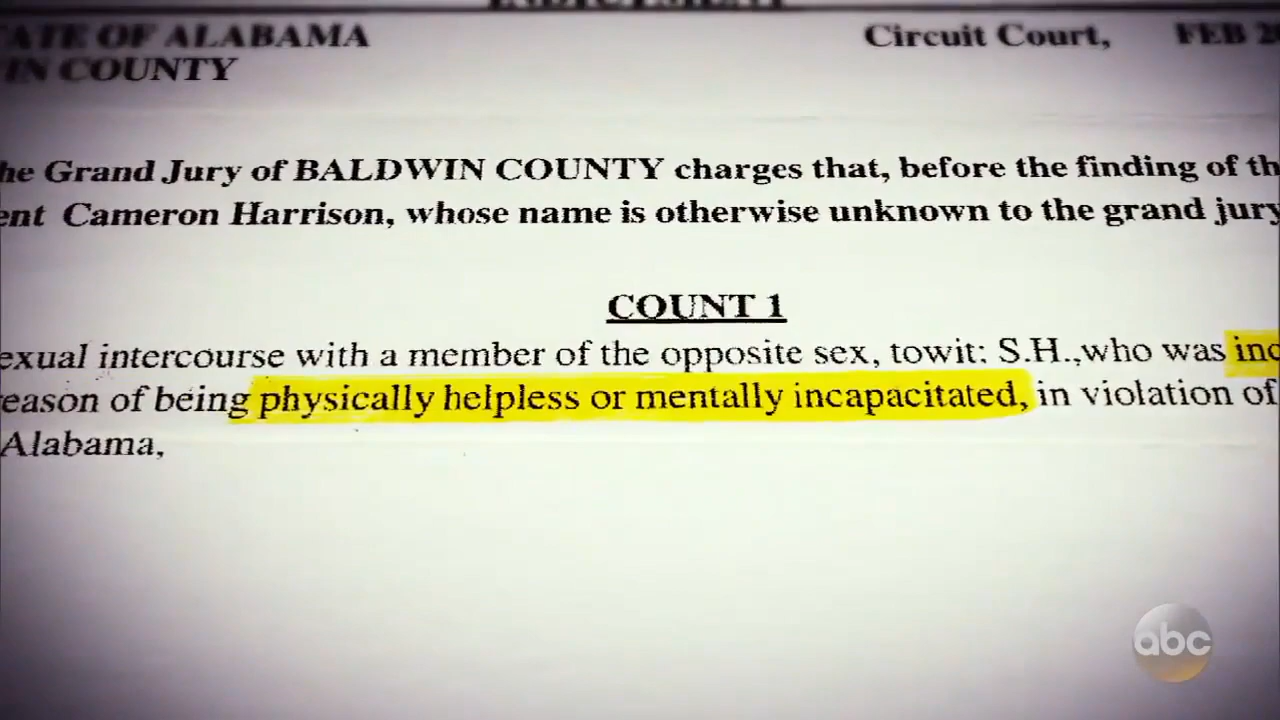 ATE OF ALABAMA Circuit Court, FEB 2
IN COUNTY
he Grand Jury of BALDWIN COUNTY charges that, before the finding of th
ent Cameron Harrison, whose name is otherwise unknown to the grand jury
COUNT 1
exual intercourse with a member of the opposite sex, towit: S.H.,who was inc
eason of being physically helpless or mentally incapacitated, in violation of
Alabama,
abc